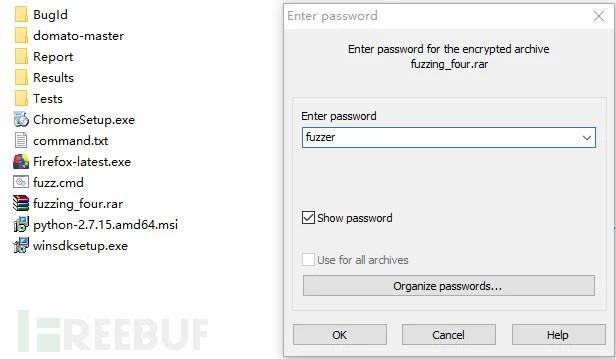 BugId
domato-master
Report
Results
Tests
ChromeSetup.exe
command.txt
Firefox-latest.exe
fuzz.cmd
fuzzing_four.rar
python-2.7.15.amd64.msi
winsdksetup.exe
REEBUF
Enter password
Enter password for the encrypted archive
fuzzing_four.rar
Enter password
fuzzer
Show password
Use for all archives
Organize passwords...
OK
Cancel
Help